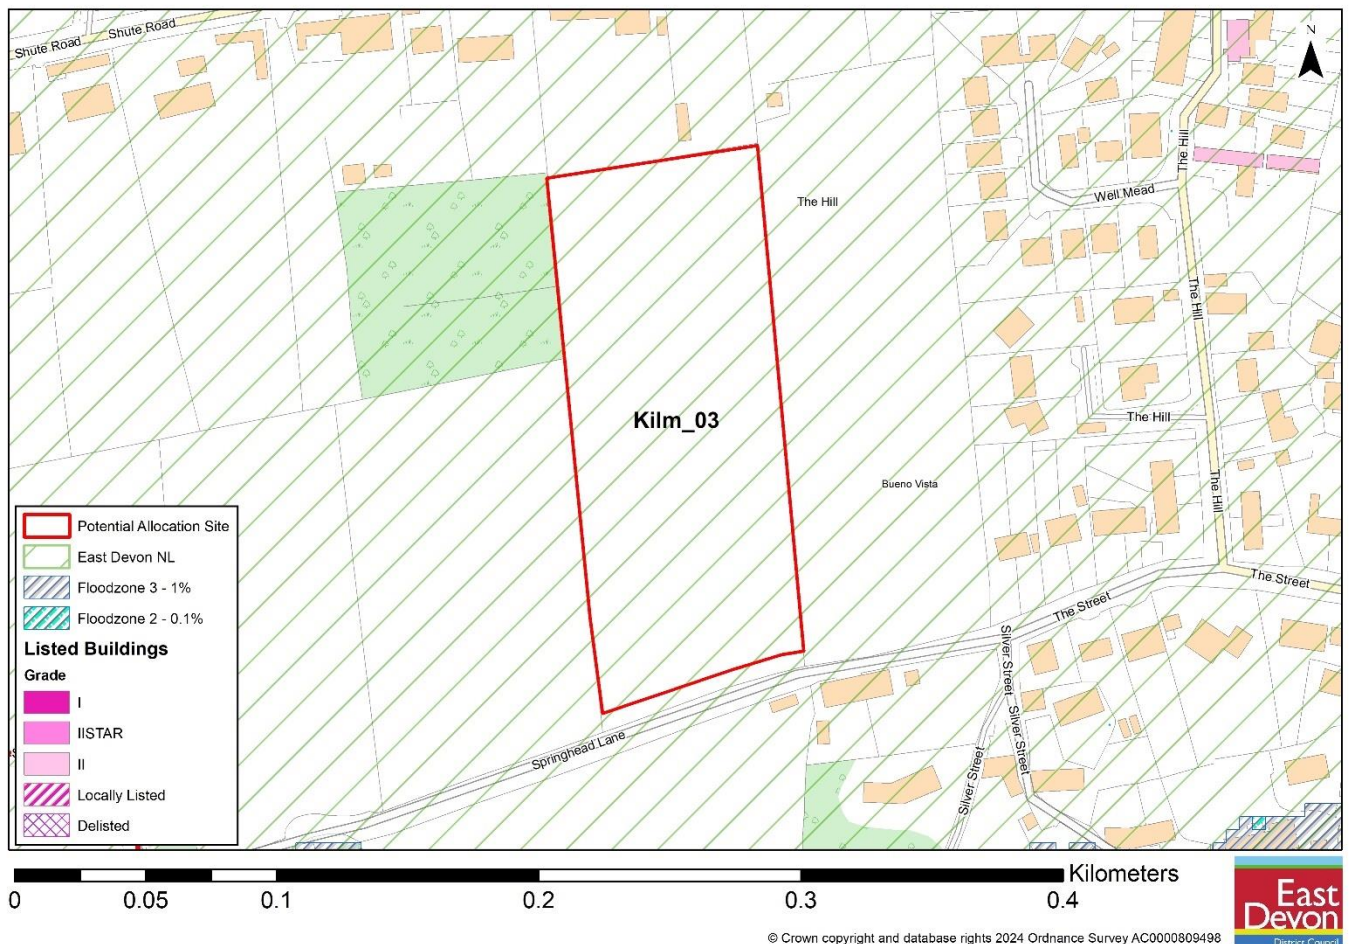 Shute Road
Shute Road
N
The Hill
The Hill
Well Mead
The Hill
The Hill
Kilm_03
Bueno Vista
The Hill
The Street
The Street
Silver Street
Silver Street
Silver Street
Springhead Lane
Potential Allocation Site
East Devon NL
Floodzone 3 - 1%
Floodzone 2 - 0.1%
Listed Buildings
Grade
I
IISTAR
II
Locally Listed
Delisted
Kilometers
0
0.05
0.1
0.2
0.3
0.4
East
Devon
District Council
© Crown copyright and database rights 2024 Ordnance Survey AC0000809498